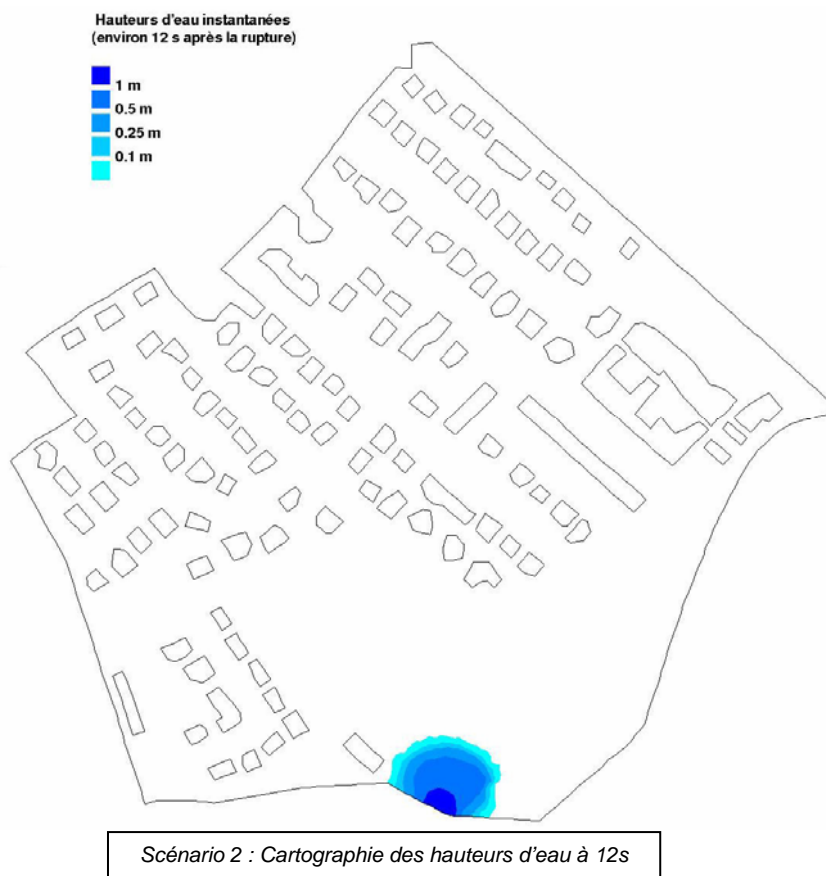 Hauteurs d'eau instantanées
(environ 12 s après la rupture)
1 m
0.5 m
0.25 m
0.1 m
Scénario 2 : Cartographie des hauteurs d'eau à 12s